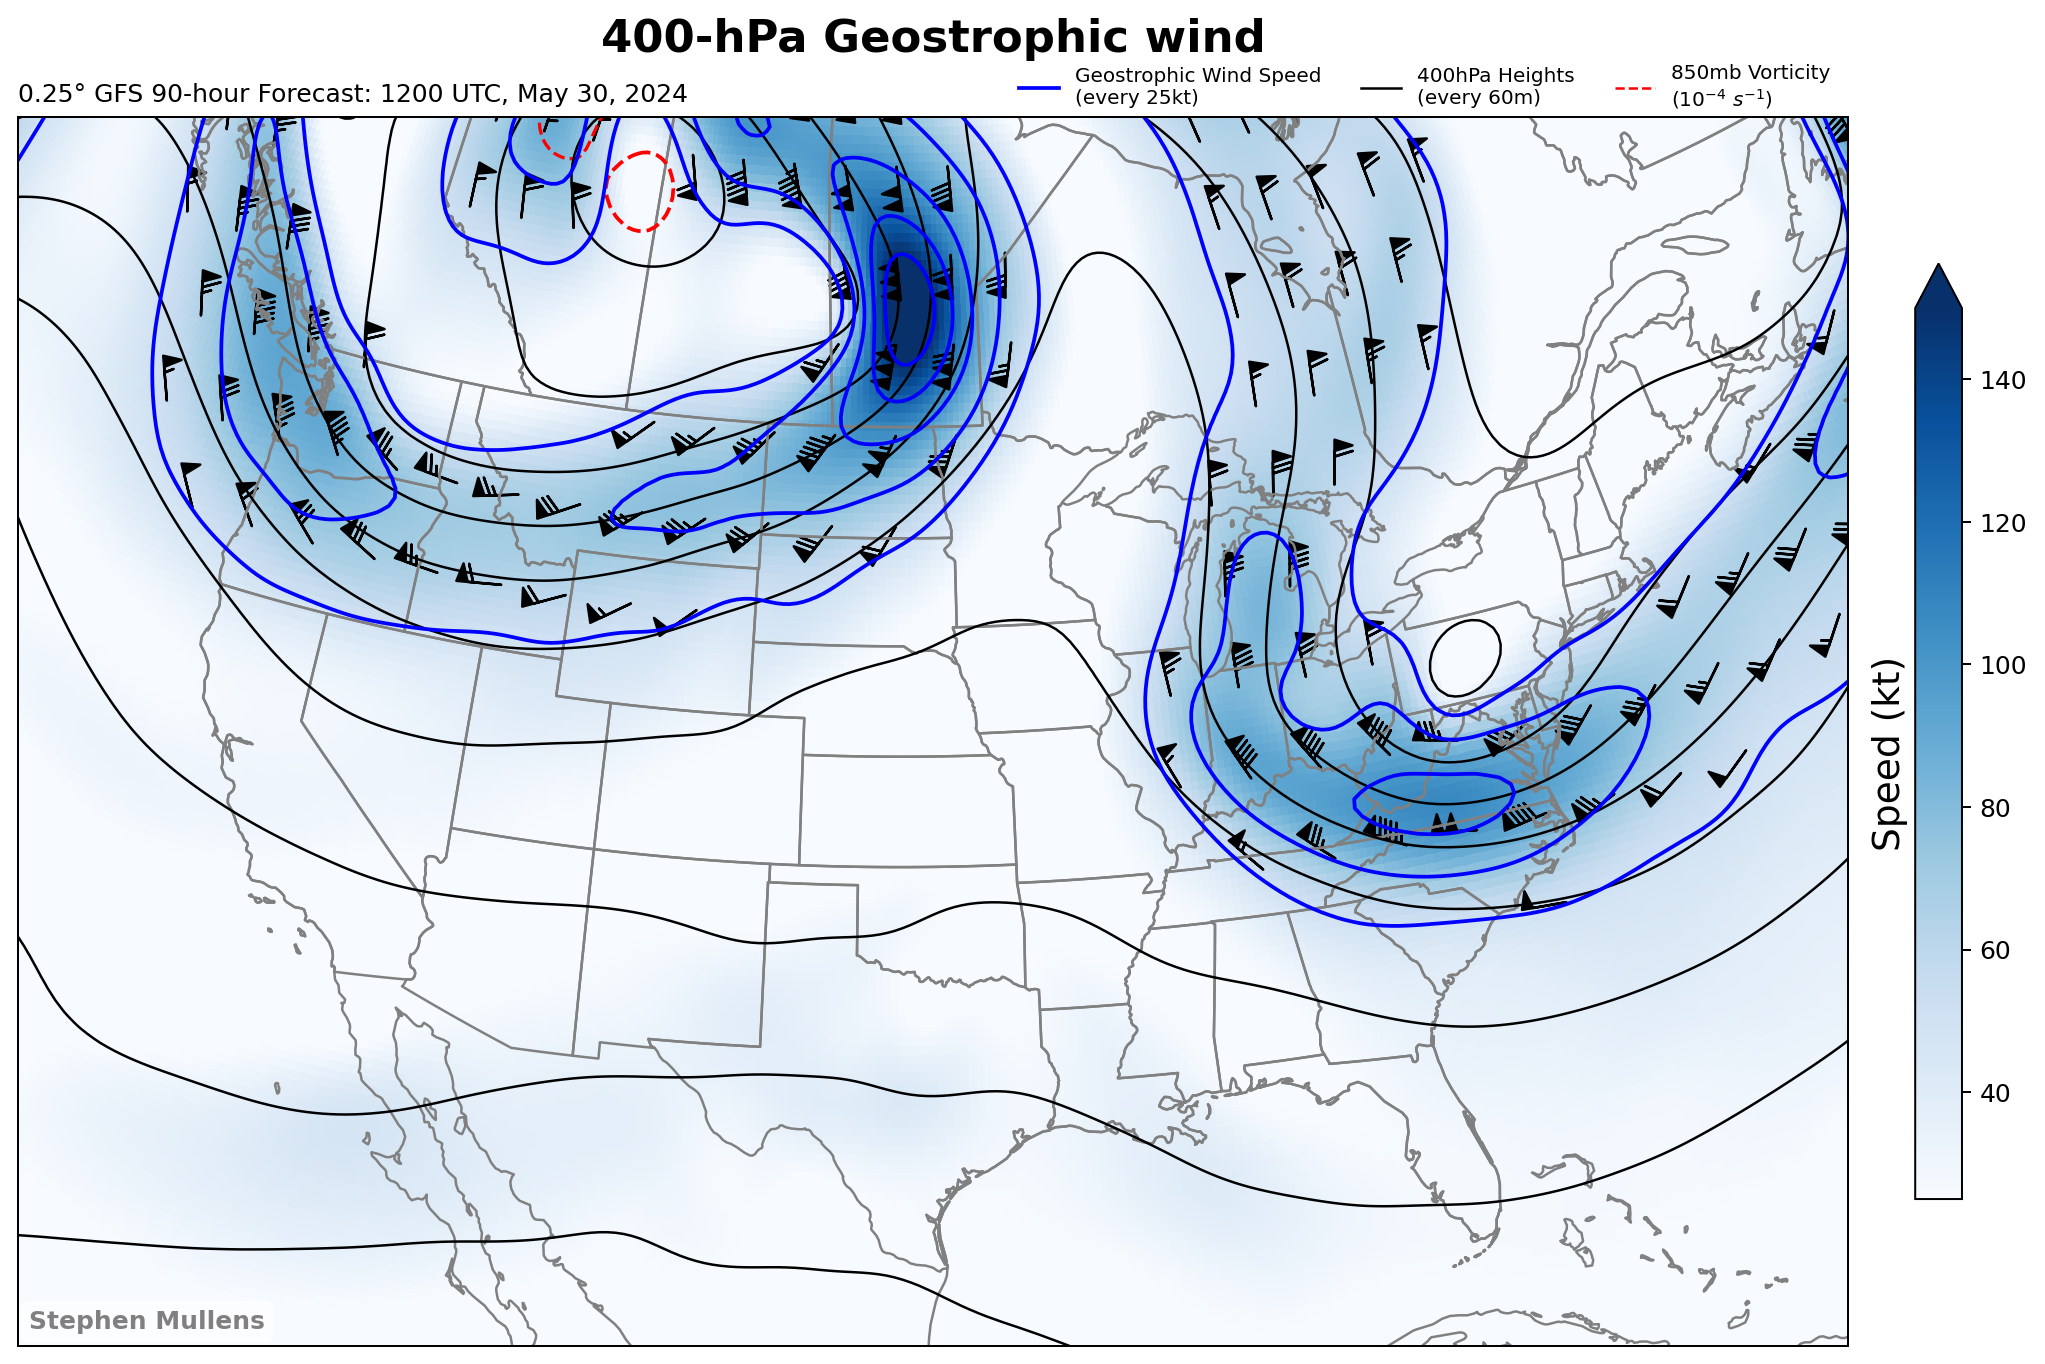 400-hPa Geostrophic wind
0.25° GFS 90-hour Forecast: 1200 UTC, May 30, 2024
Geostrophic Wind Speed
(every 25kt)
400hPa Heights
(every 60m)
850mb Vorticity
(10⁻⁴ s⁻¹)
140
120
100
80
60
40
Speed (kt)
Stephen Mullens